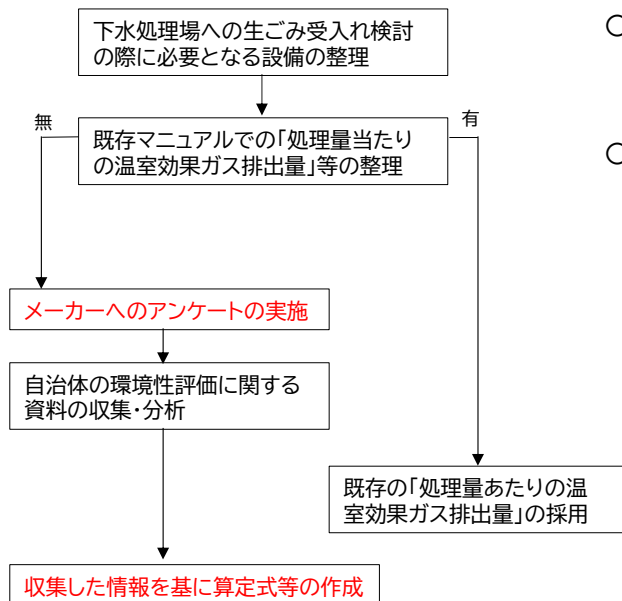 下水処理場への生ごみ受入れ検討
の際に必要となる設備の整理
無
有
既存マニュアルでの「処理量当たり
の温室効果ガス排出量」等の整理
メーカーへのアンケートの実施
自治体の環境性評価に関する
資料の収集・分析
既存の「処理量あたりの温
室効果ガス排出量」の採用
収集した情報を基に算定式等の作成
○
○